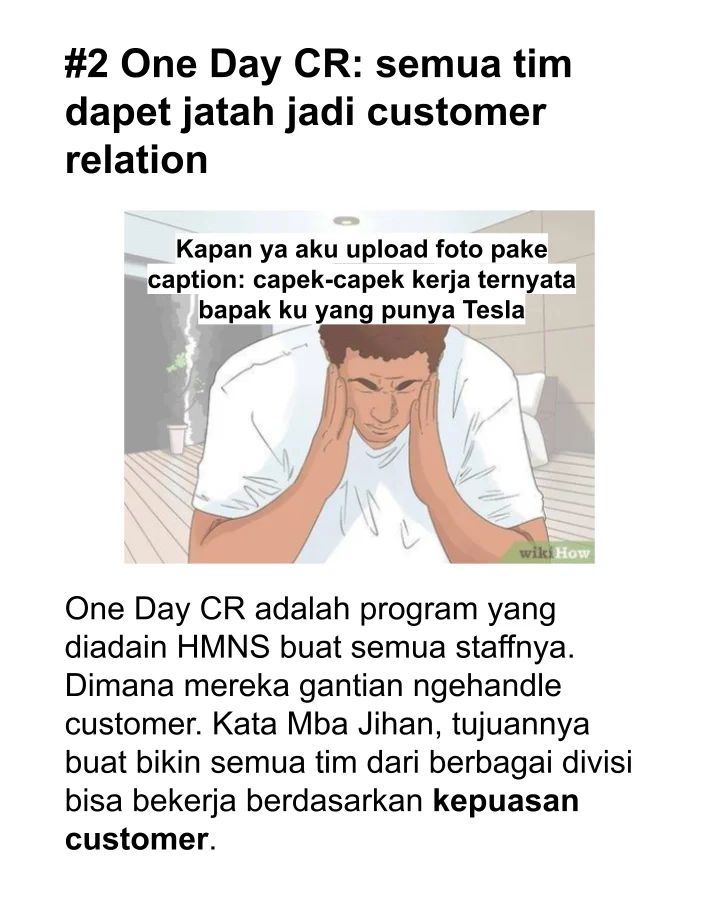 #2 One Day CR: semua tim
dapet jatah jadi customer
relation
Kapan ya aku upload foto pake
caption: capek-capek kerja ternyata
bapak ku yang punya Tesla
wikiHow
One Day CR adalah program yang
diadain HMNS buat semua staffnya.
Dimana mereka gantian ngehandle
customer. Kata Mba Jihan, tujuannya
buat bikin semua tim dari berbagai divisi
bisa bekerja berdasarkan kepuasan
customer.